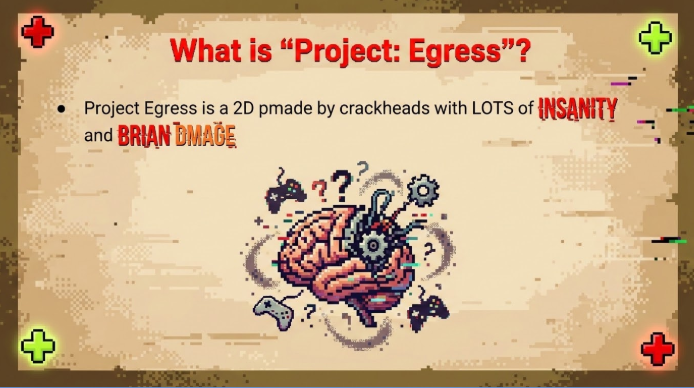 What is “Project: Egress”?
● Project Egress is a 2D pmade by crackheads with LOTS of INSANITY
and BRIAN DMAGE
? ? ? ? ?